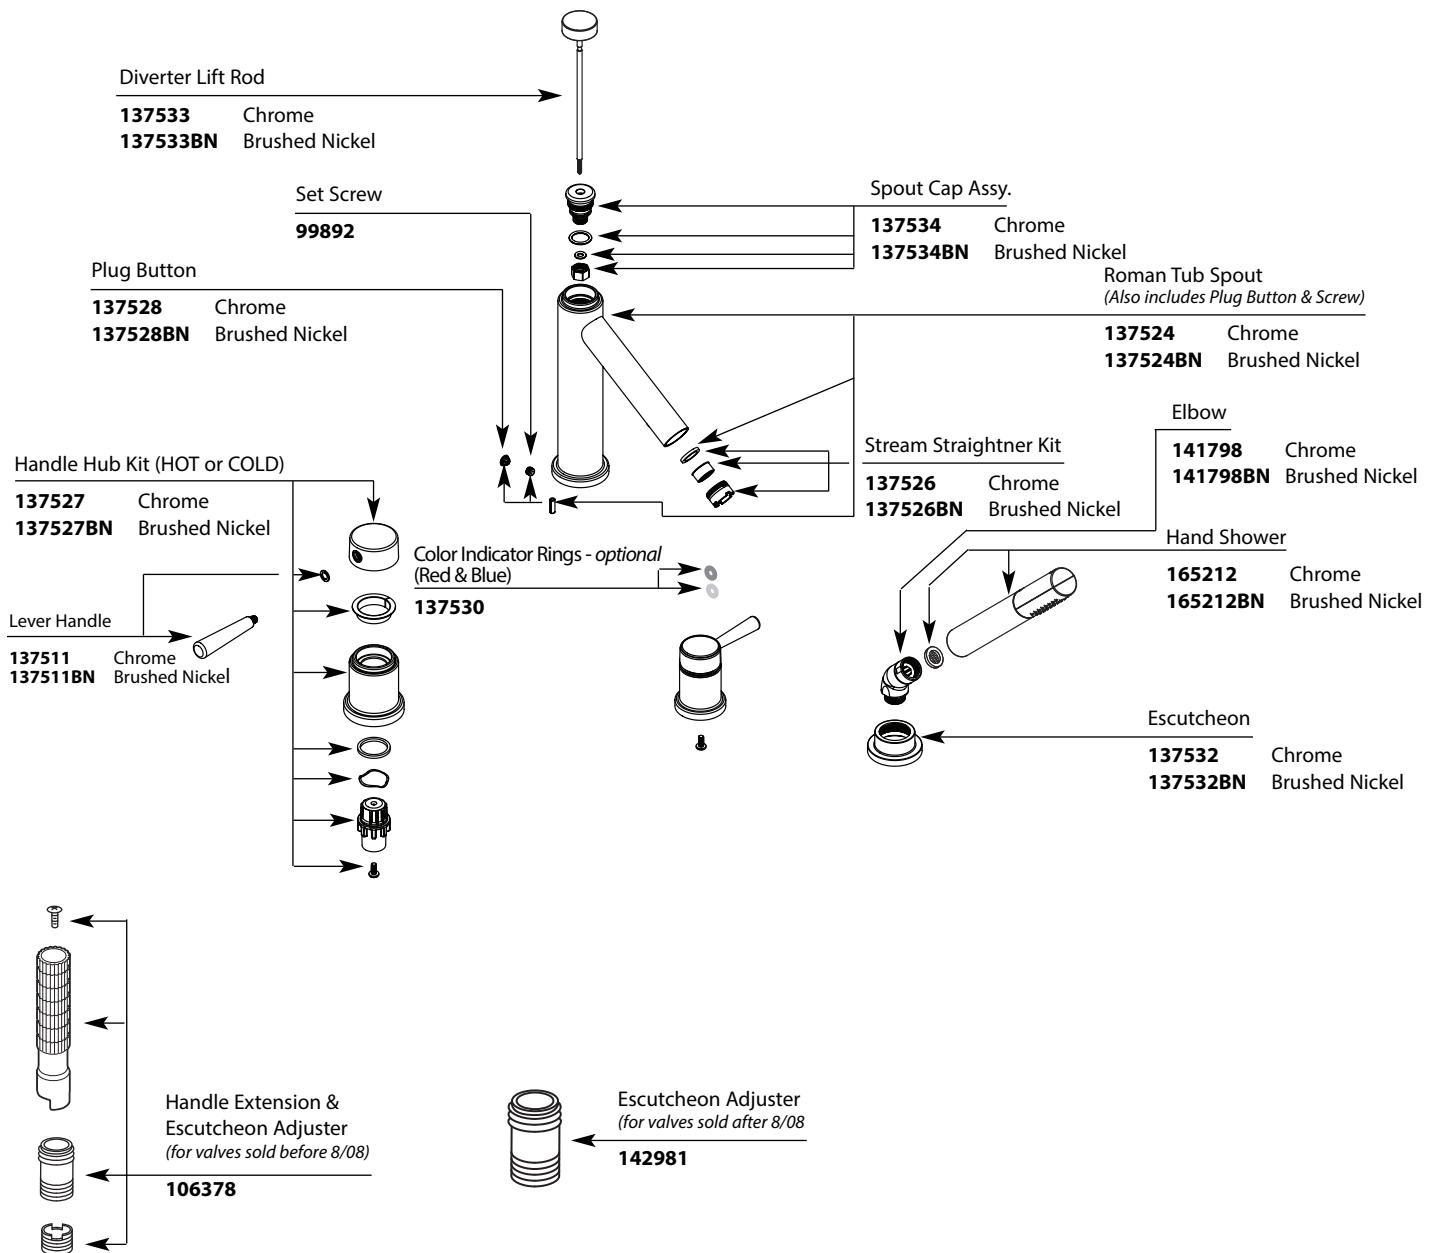 Diverter Lift Rod
137533 Chrome
137533BN Brushed Nickel
Set Screw
99892
Spout Cap Assy.
137534 Chrome
137534BN Brushed Nickel
Plug Button
137528 Chrome
137528BN Brushed Nickel
Roman Tub Spout
(Also includes Plug Button & Screw)
137524 Chrome
137524BN Brushed Nickel
Elbow
141798 Chrome
141798BN Brushed Nickel
Stream Straightner Kit
137526 Chrome
137526BN Brushed Nickel
Handle Hub Kit (HOT or COLD)
137527 Chrome
137527BN Brushed Nickel
Color Indicator Rings - optional
(Red & Blue)
137530
Hand Shower
165212 Chrome
165212BN Brushed Nickel
Lever Handle
137511 Chrome
137511BN Brushed Nickel
Escutcheon
137532 Chrome
137532BN Brushed Nickel
Handle Extension &
Escutcheon Adjuster
(for valves sold before 8/08)
106378
Escutcheon Adjuster
(for valves sold after 8/08
142981